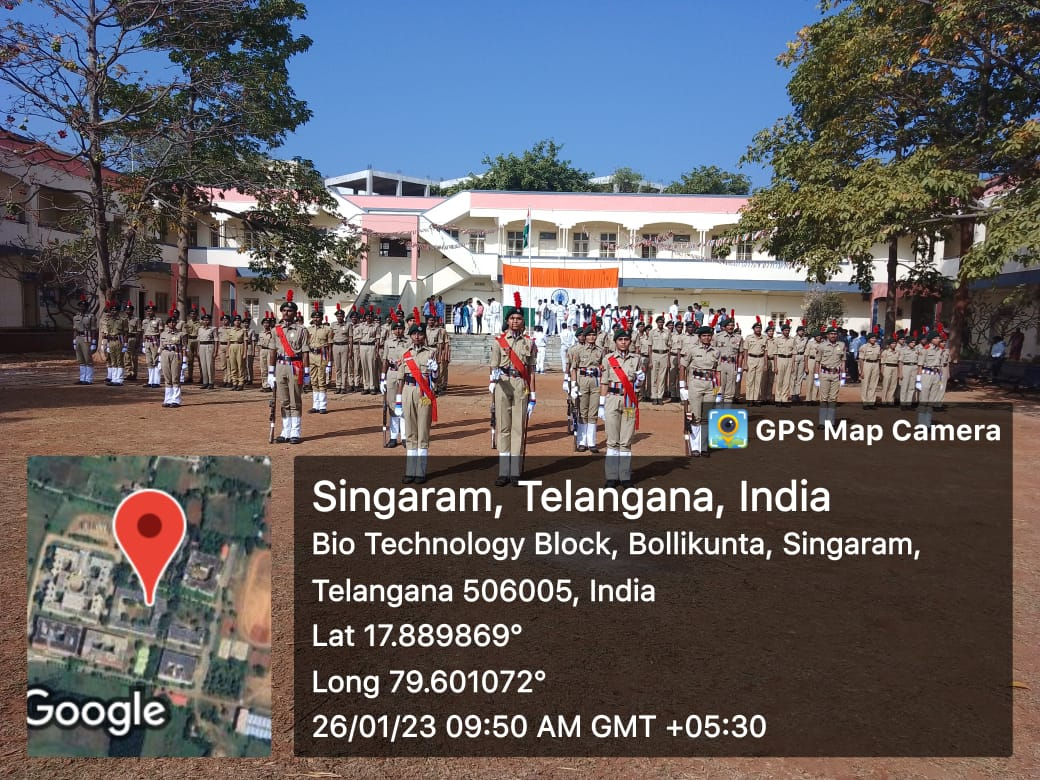 GPS Map Camera
Singaram, Telangana, India
Bio Technology Block, Bollikunta, Singaram,
Telangana 506005, India
Lat 17.889869°
Long 79.601072°
26/01/23 09:50 AM GMT +05:30
Google